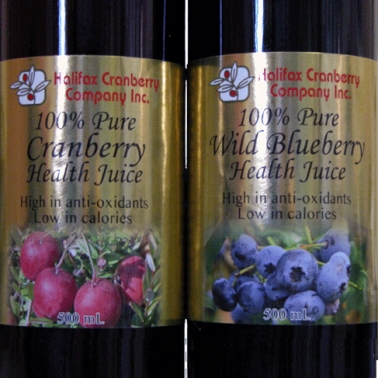 Halifax Cranberry
Company Inc.
100% Pure
Cranberry
Health Juice
High in anti-oxidants
Low in calories
500 mL
Halifax Cranberry
Company Inc.
100% Pure
Wild Blueberry
Health Juice
High in anti-oxidants
Low in calories
500 mL